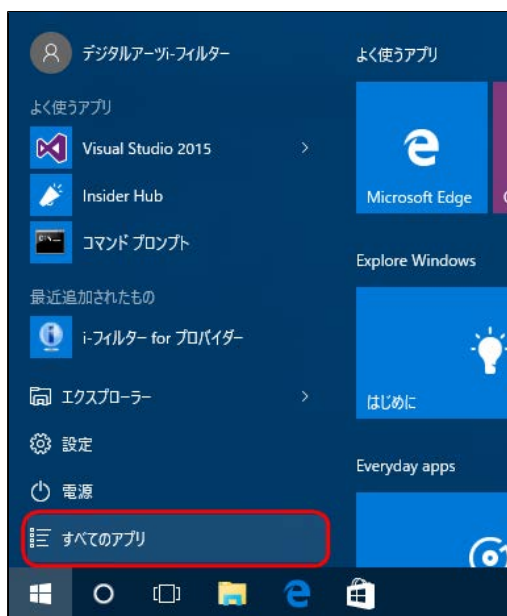 デジタルアーツi-フィルター
よく使うアプリ
Visual Studio 2015
Insider Hub
コマンド プロンプト
最近追加されたもの
i-フィルター for プロバイダー
エクスプローラー
設定
電源
すべてのアプリ
よく使うアプリ
Microsoft Edge
Explore Windows
はじめに
Everyday apps